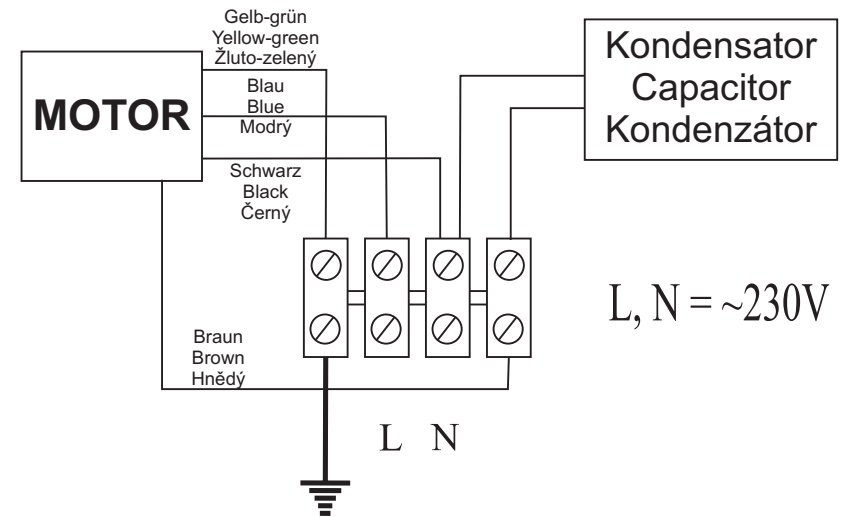 Gelb-grün
Yellow-green
Žluto-zelený
MOTOR
Blau
Blue
Modrý
Schwarz
Black
Černý
Kondensator
Capacitor
Kondenzátor
L, N = ~230V
Braun
Brown
Hnědý
L N